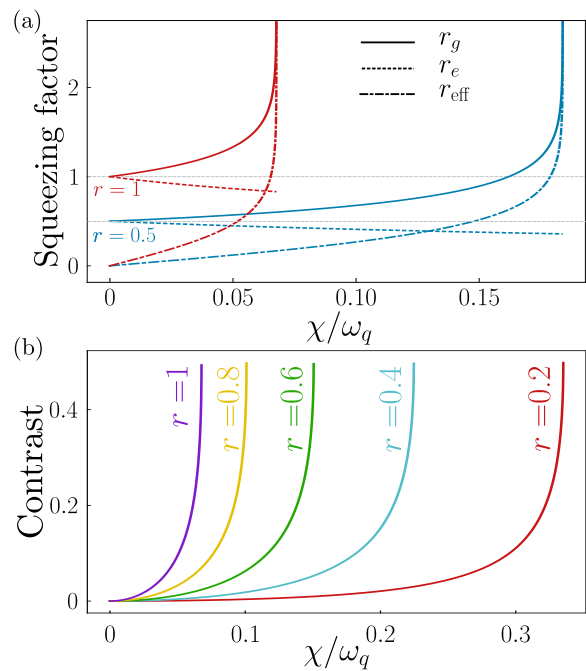 (a)
r_g
r_e
r_eff
Squeezing factor
2
1
0
r = 1
r = 0.5
0
0.05
0.10
0.15
χ/ω_q
(b)
Contrast
0.4
0.2
0
r =1
r =0.8
r =0.6
r =0.4
r =0.2
0
0.1
0.2
0.3
χ/ω_q